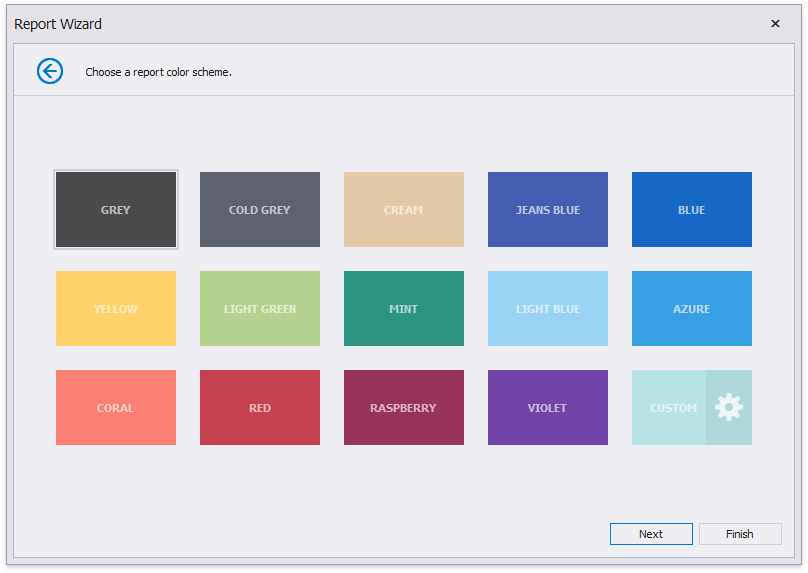 Report Wizard
Choose a report color scheme.
GREY
COLD GREY
CREAM
JEANS BLUE
BLUE
YELLOW
LIGHT GREEN
MINT
LIGHT BLUE
AZURE
CORAL
RED
RASPBERRY
VIOLET
CUSTOM
Next
Finish